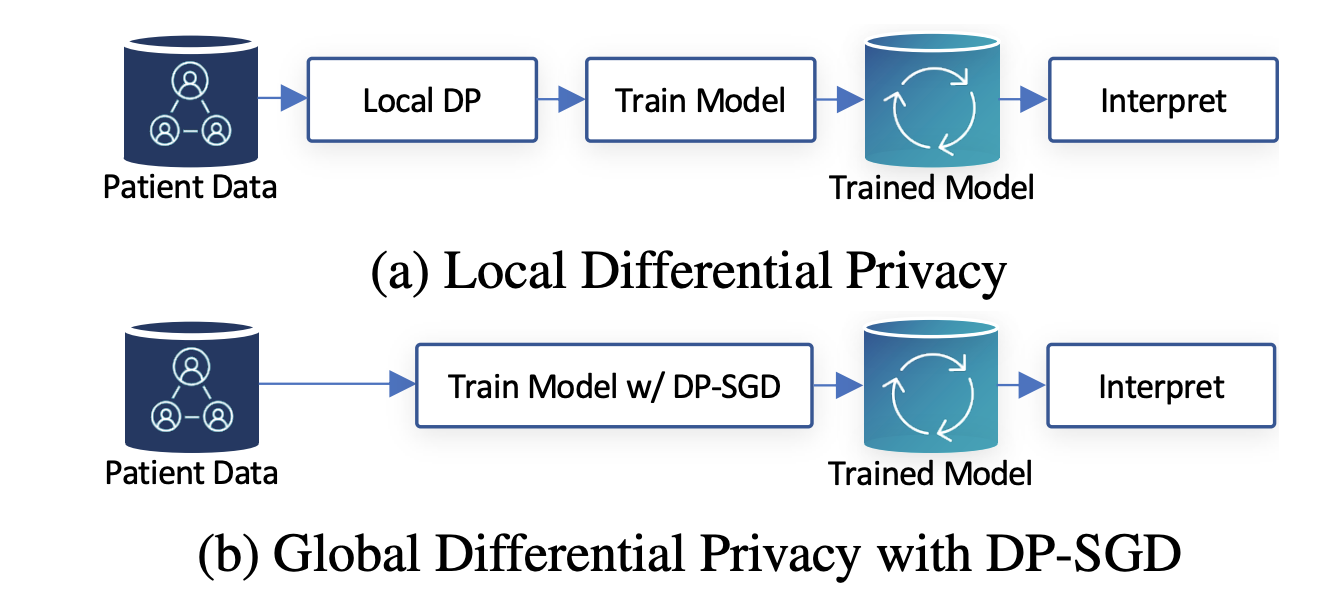 Local DP
Train Model
Interpret
Patient Data
Trained Model
(a) Local Differential Privacy
Train Model w/ DP-SGD
Interpret
Patient Data
Trained Model
(b) Global Differential Privacy with DP-SGD